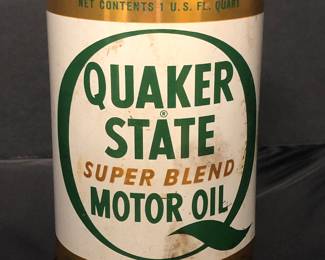 NET CONTENTS 1 U.S. FL. QUART
QUAKER
STATE
®
SUPER BLEND
MOTOR OIL